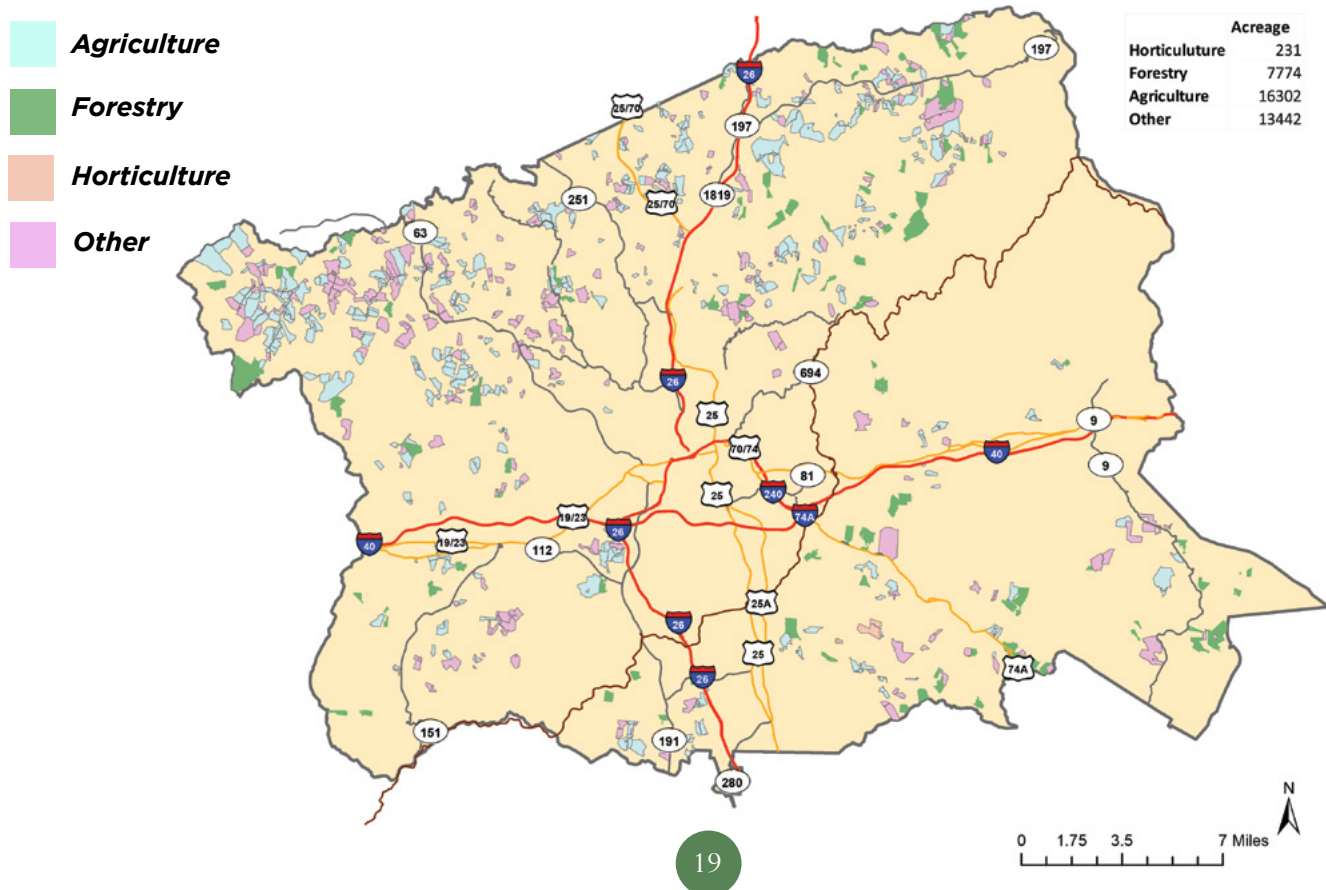 Agriculture
Forestry
Horticulture
Other
Acreage
Horticuluture 231
Forestry 7774
Agriculture 16302
Other 13442
197
26
25/70
197
1819
251
25/70
63
694
26
25
9
70/74
40
81
9
240
25
74A
19/23
26
19/23
40
112
25A
26
25
74A
26
151
191
280
N
0 1.75 3.5 7 Miles
19